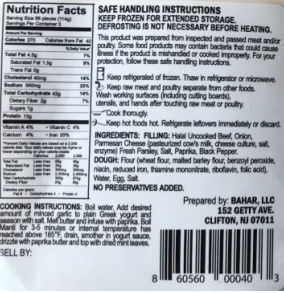 Nutrition Facts
Serving Size 86 pieces (114g)
Servings Per Container 3
Amount Per Serving
Calories 270 Calories from Fat 40
% Daily Value*
Total Fat 4.5g
Saturated Fat 1.5g
Trans Fat 0g
Cholesterol
Sodium
Total Carbohydrate 42g 14%
Dietary Fiber 2g 7%
Sugars 1g
Protein 13g
Vitamin A 4% • Vitamin C 4%
Calcium 4% • Iron 20%
SAFE HANDLING INSTRUCTIONS
KEEP FROZEN FOR EXTENDED STORAGE.
DEFROSTING IS NOT NECESSARY BEFORE HEATING.
This product was prepared from inspected and passed meat and/or
poultry. Some food products may contain bacteria that could cause
illness if the product is mishandled or cooked improperly. For your
protection, follow these safe handling instructions.
Keep refrigerated of frozen. Thaw in refrigerator or microwave.
Keep raw meat and poultry separate from other foods.
Wash working surfaces (including cutting boards),
utensils, and hands after touching raw meat or poultry.
Cook thoroughly.
Keep hot foods hot. Refrigerate leftovers immediately or discard.
INGREDIENTS: FILLING: Halal Uncooked Beef, Onion,
Parmesan Cheese (pasteurized cow's milk, cheese culture, salt,
enzyme) Fresh Parsley, Salt, Paprika, Black Pepper.
DOUGH: Flour (wheat flour, malted barley flour, benzoyl peroxide,
niacin, reduced iron, thiamine mononitrate, riboflavin, folic acid),
Water, Egg, Salt.
NO PRESERVATIVES ADDED.
COOKING INSTRUCTIONS: Boil water. Add desired
amount of minced garlic to plain Greek yogurt and
season with salt. Melt butter and infuse with paprika. Boil
Manti for 3-5 minutes or internal temperature has
reached above 165°F, drain, smother in yogurt sauce,
drizzle with paprika butter and top with dried mint leaves.
SELL BY:
Prepared by: BAHAR, LLC
152 GETTY AVE.
CLIFTON, NJ 07011
8 60560 00040 3